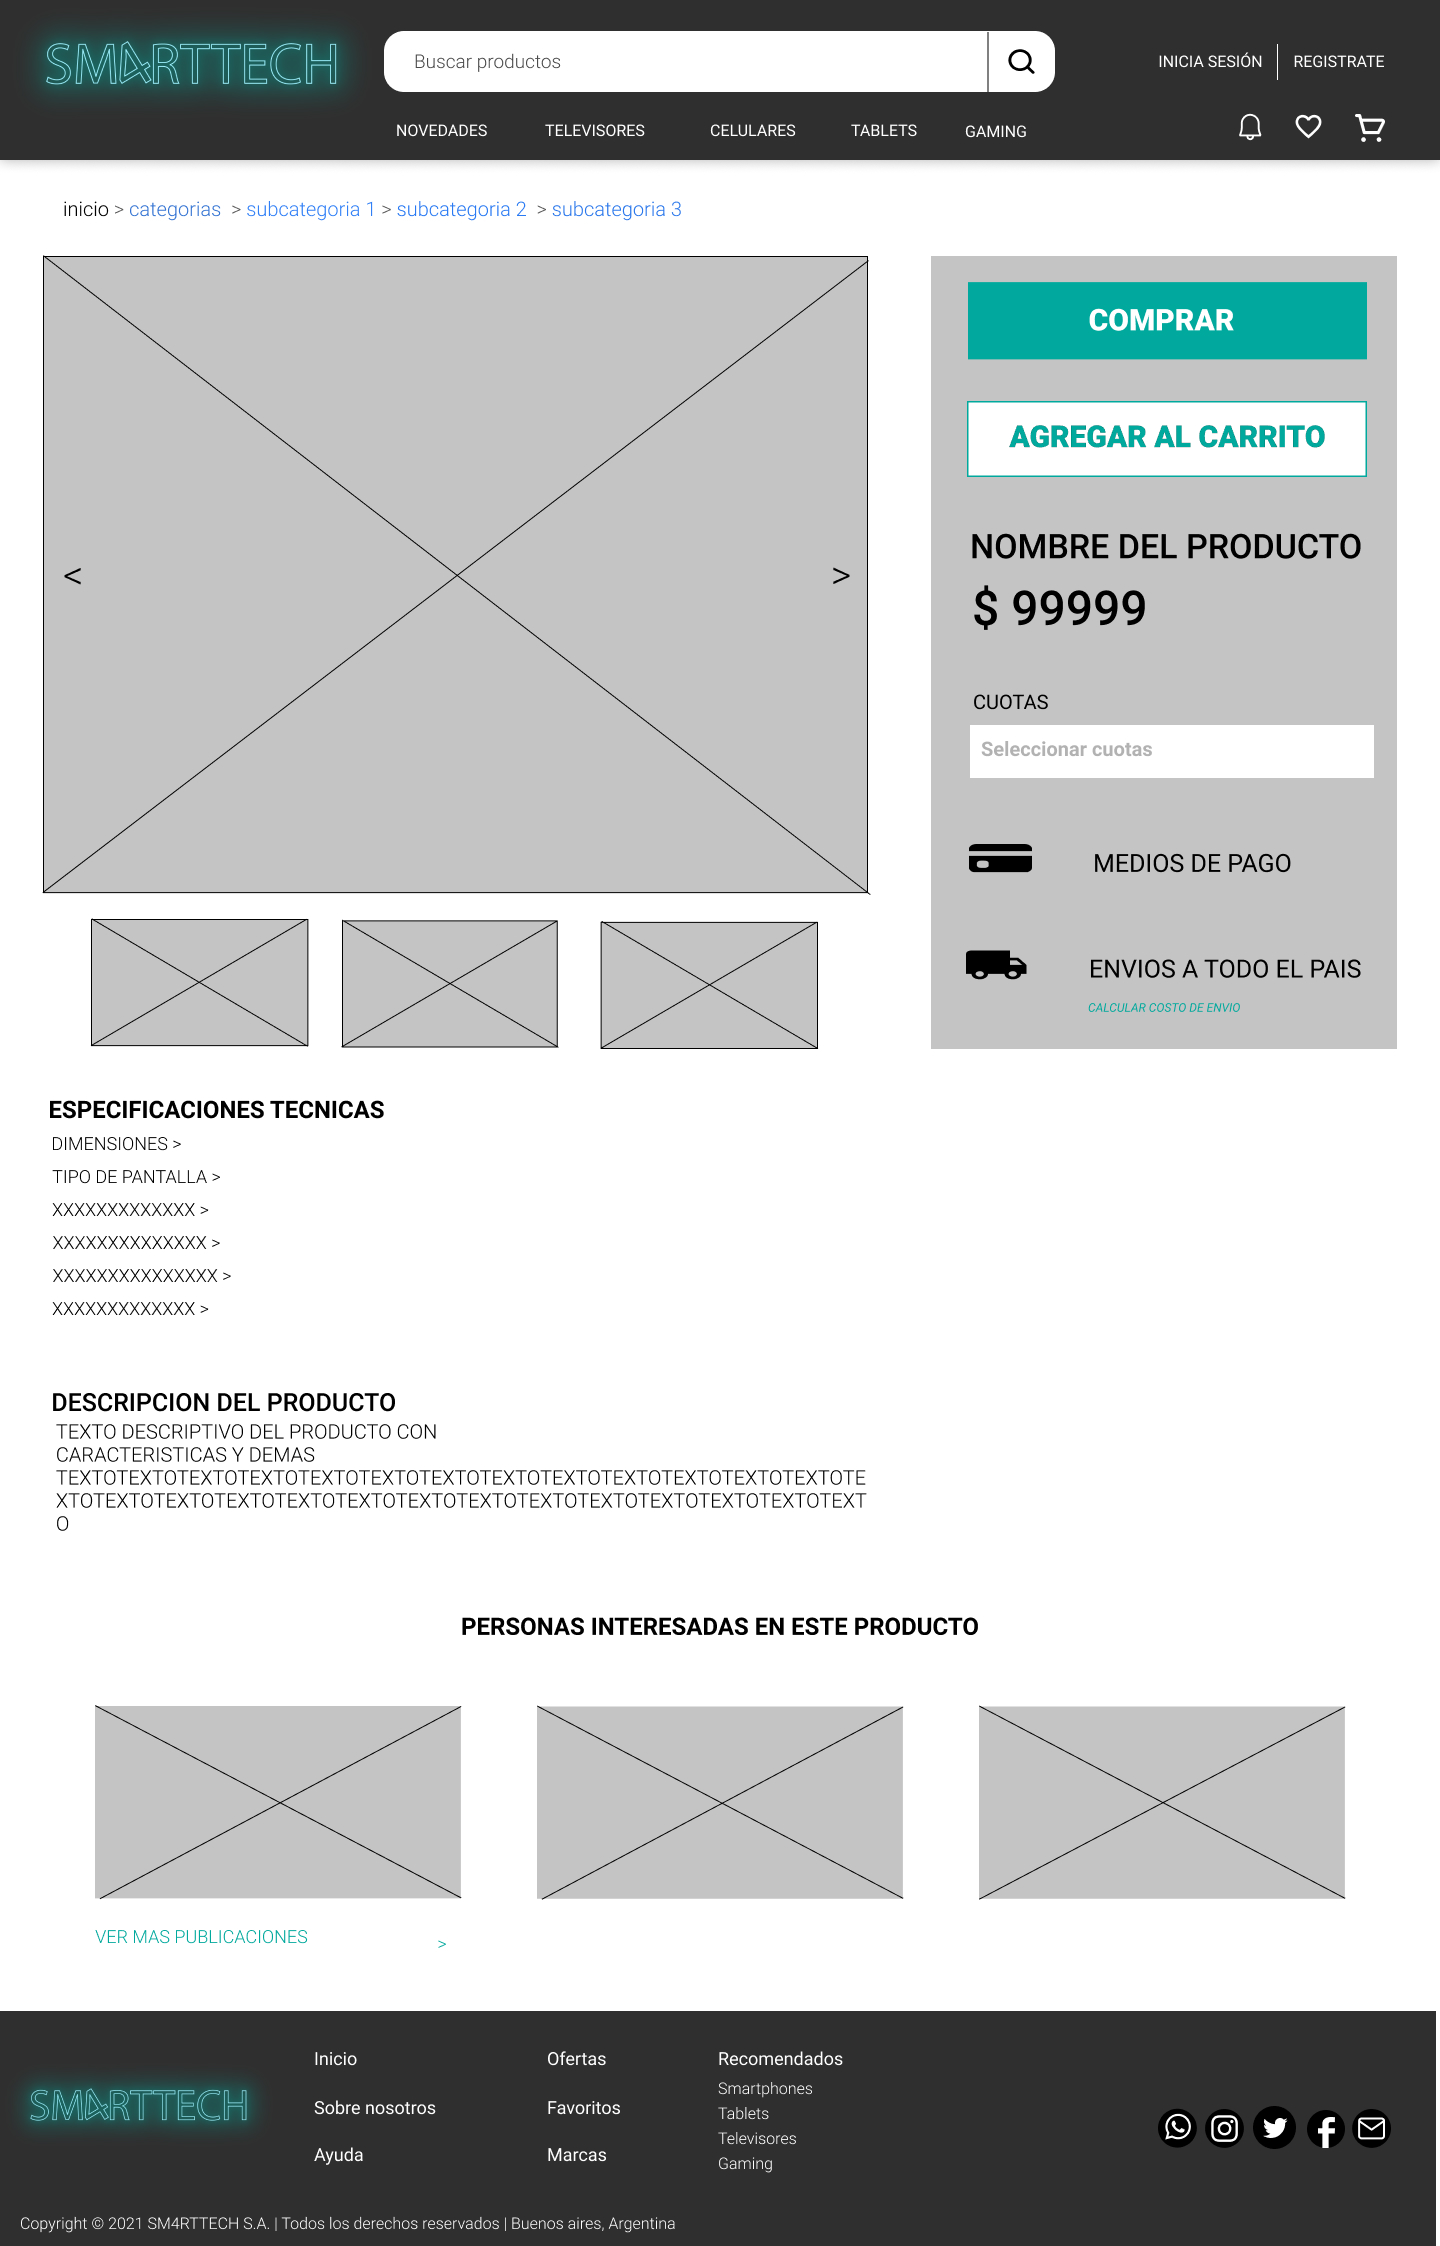 SM4RTTECH
Buscar productos
INICIA SESIÓN
REGISTRATE
NOVEDADES
TELEVISORES
CELULARES
TABLETS
GAMING
inicio > categorias > subcategoria 1 > subcategoria 2 > subcategoria 3
<
>
COMPRAR
AGREGAR AL CARRITO
NOMBRE DEL PRODUCTO
$ 99999
CUOTAS
Seleccionar cuotas
MEDIOS DE PAGO
ENVIOS A TODO EL PAIS
CALCULAR COSTO DE ENVIO
ESPECIFICACIONES TECNICAS
DIMENSIONES >
TIPO DE PANTALLA >
XXXXXXXXXXXXX >
XXXXXXXXXXXXXX >
XXXXXXXXXXXXXXX >
XXXXXXXXXXXXX >
DESCRIPCION DEL PRODUCTO
TEXTO DESCRIPTIVO DEL PRODUCTO CON
CARACTERISTICAS Y DEMAS
TEXTOTEXTOTEXTOTEXTOTEXTOTEXTOTEXTOTEXTOTEXTOTEXTOTEXTOTEXTOTEXTOTE
XTOTEXTOTEXTOTEXTOTEXTOTEXTOTEXTOTEXTOTEXTOTEXTOTEXTOTEXTOTEXTOTEXT
O
PERSONAS INTERESADAS EN ESTE PRODUCTO
VER MAS PUBLICACIONES >
SM4RTTECH
Inicio
Sobre nosotros
Ayuda
Ofertas
Favoritos
Marcas
Recomendados
Smartphones
Tablets
Televisores
Gaming
Copyright © 2021 SM4RTTECH S.A. | Todos los derechos reservados | Buenos aires, Argentina